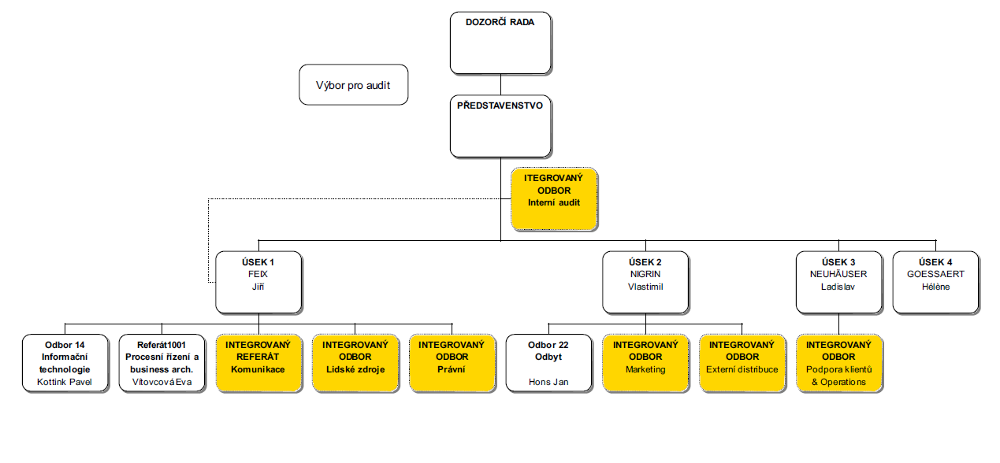 DOZORČÍ RADA
Výbor pro audit
PŘEDSTAVENSTVO
ITEGROVANÝ
ODBOR
Interní audit
ÚSEK 1
FEIX
Jiří
ÚSEK 2
NIGRIN
Vlastimil
ÚSEK 3
NEUHÄUSER
Ladislav
ÚSEK 4
GOESSAERT
Hélène
Odbor 14
Informační
technologie
Kottink Pavel
Referát1001
Procesní řízení a
business arch.
Vítovcová Eva
INTEGROVANÝ
REFERÁT
Komunikace
INTEGROVANÝ
ODBOR
Lidské zdroje
INTEGROVANÝ
ODBOR
Právní
Odbor 22
Odbyt
Hons Jan
INTEGROVANÝ
ODBOR
Marketing
INTEGROVANÝ
ODBOR
Externí distribuce
INTEGROVANÝ
ODBOR
Podpora klientů
& Operations